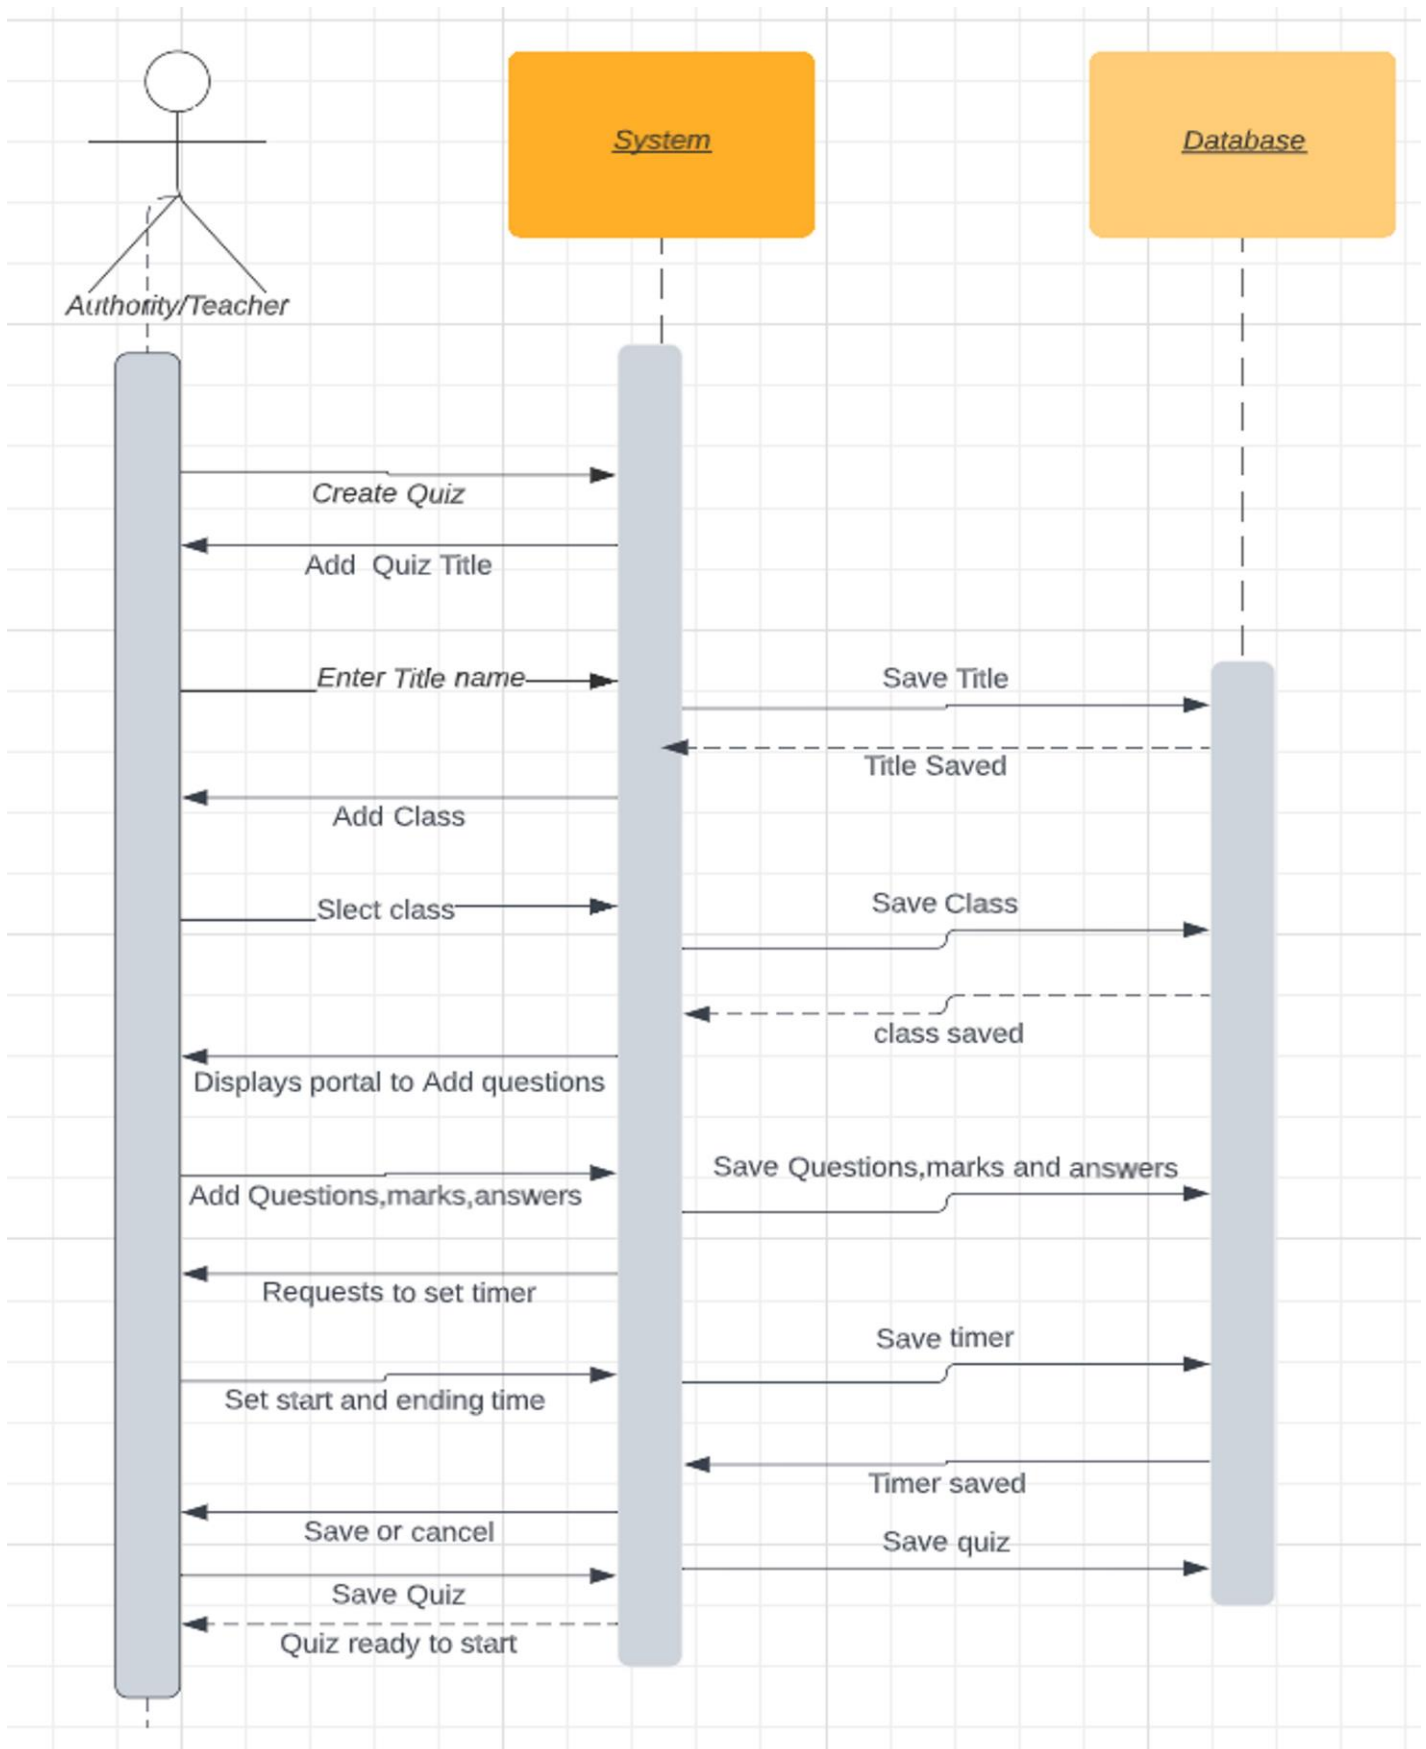 System
Database
Authority/Teacher
Create Quiz
Add Quiz Title
Enter Title name
Save Title
Title Saved
Add Class
Slect class
Save Class
class saved
Displays portal to Add questions
Save Questions,marks and answers
Add Questions,marks,answers
Requests to set timer
Save timer
Set start and ending time
Timer saved
Save or cancel
Save quiz
Save Quiz
Quiz ready to start